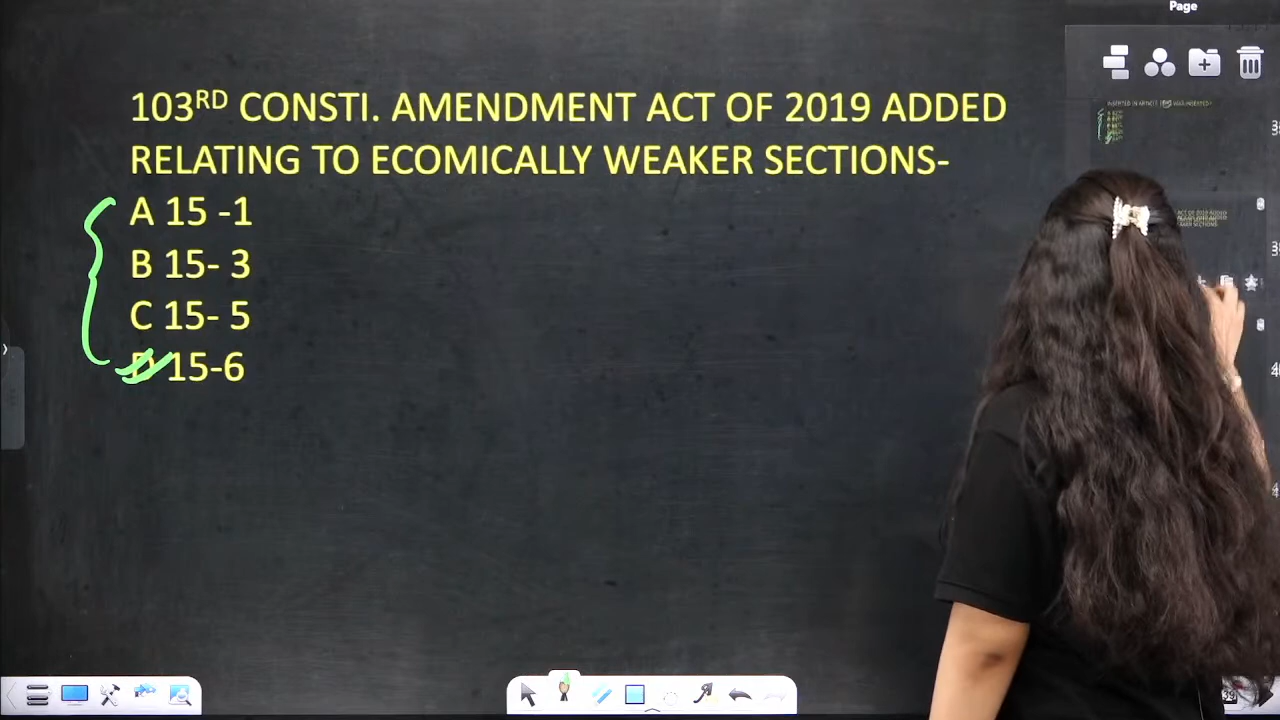 Page
103RD CONSTI. AMENDMENT ACT OF 2019 ADDED
RELATING TO ECOMICALLY WEAKER SECTIONS-
A 15 -1
B 15- 3
C 15- 5
D 15-6